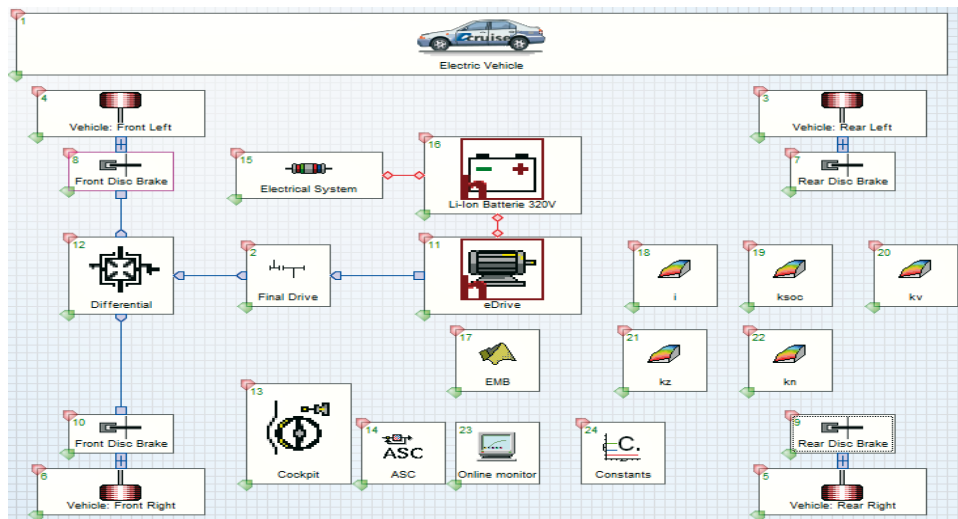 1
cruise
Electric Vehicle
4
Vehicle: Front Left
3
Vehicle: Rear Left
8
Front Disc Brake
15
Electrical System
16
Li-Ion Batterie 320V
7
Rear Disc Brake
12
Differential
2
Final Drive
11
eDrive
18
i
19
ksoc
20
kv
17
EMB
21
kz
22
kn
10
Front Disc Brake
13
Cockpit
14
ASC
ASC
23
Online monitor
24
C.
Constants
9
Rear Disc Brake
6
Vehicle: Front Right
5
Vehicle: Rear Right